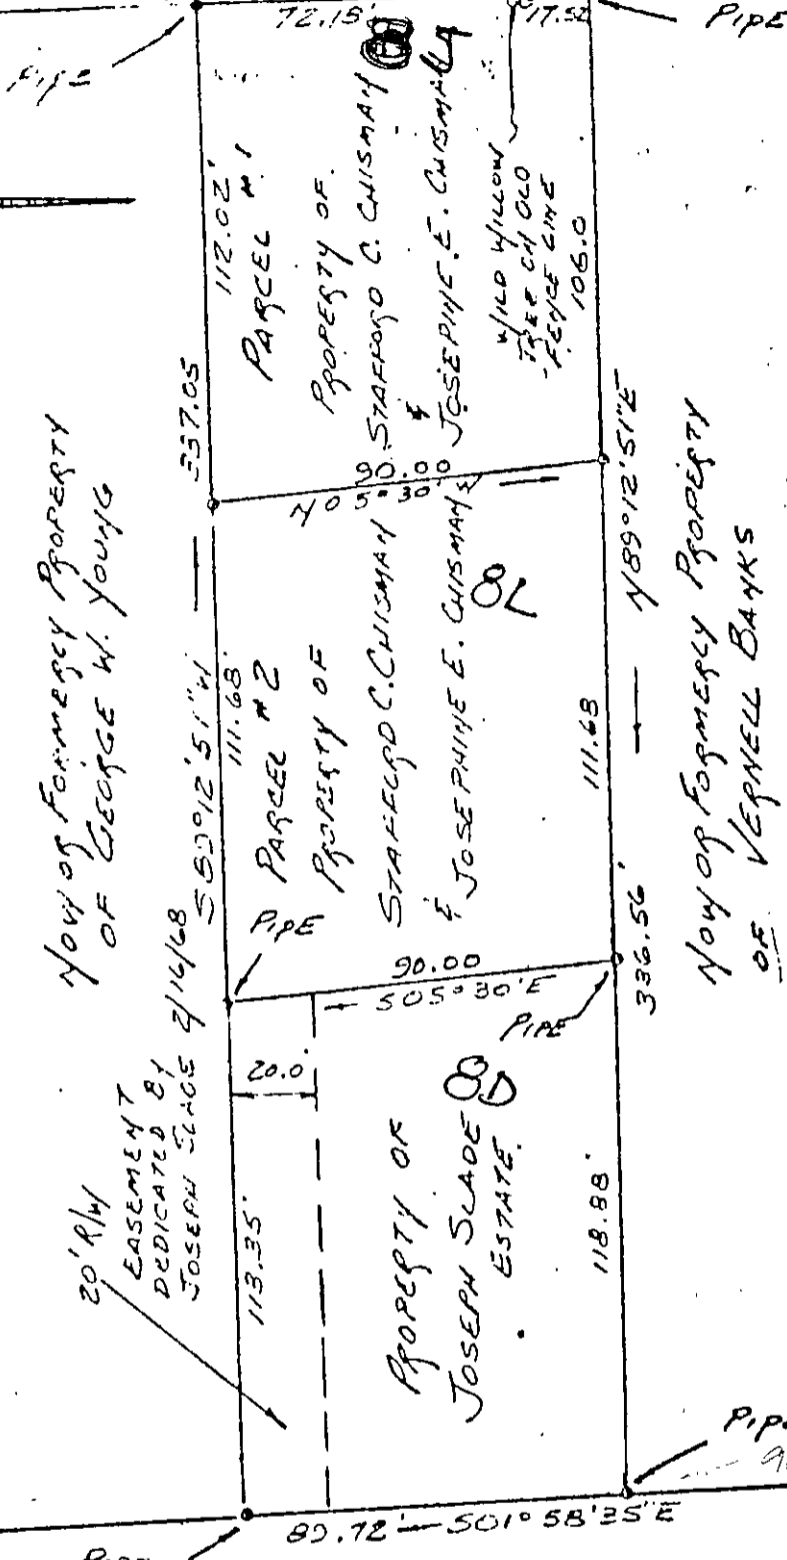 PIPE
72.15'
17.52
PIPE
112.02'
PARCEL #1
PROPERTY OF
STAFFORD C. CHISMAN
& JOSEPINE E. CHISMAN
WILD WILLOW
TREE ON OLD
FENCE LINE
106.0
337.05
S89°12'51"W
90.00
N05°30'
N89°12'51"E
NOW OR FORMERLY PROPERTY
OF GEORGE W. YOUNG
111.68'
PARCEL #2
PROPERTY OF
STAFFORD C. CHISMAN
& JOSEPHINE E. CHISMAN
8L
111.68
336.56'
NOW OR FORMERLY PROPERTY
OF VERNELL BANKS
PIPE
90.00
S05°30'E
PIPE
20.0'
20' R/W
EASEMENT
DEDICATED BY
JOSEPH SLADE 2/16/68
113.35'
8D
PROPERTY OF
JOSEPH SLADE
ESTATE.
118.88'
PIPE
89.72'
S01°58'35"E
PIPE